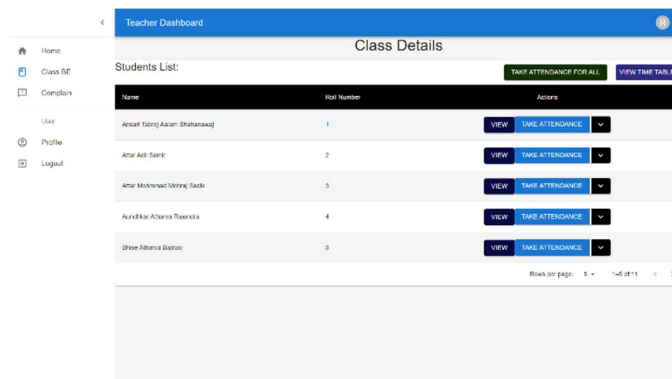 Teacher Dashboard
R
Home
Class BE
Complain
User
Profile
Logout
Class Details
Students List:
TAKE ATTENDANCE FOR ALL
VIEW TIME TABL
Name Roll Number Actions
Ansari Tabraj Aalam Shahanawaj 1 VIEW TAKE ATTENDANCE
Attar Adil Samir 2 VIEW TAKE ATTENDANCE
Attar Mohammad Mehraj Sadik 3 VIEW TAKE ATTENDANCE
Aundhkar Atharva Rajendra 4 VIEW TAKE ATTENDANCE
Bhise Atharva Bajirao 5 VIEW TAKE ATTENDANCE
Rows per page: 5 1–5 of 11